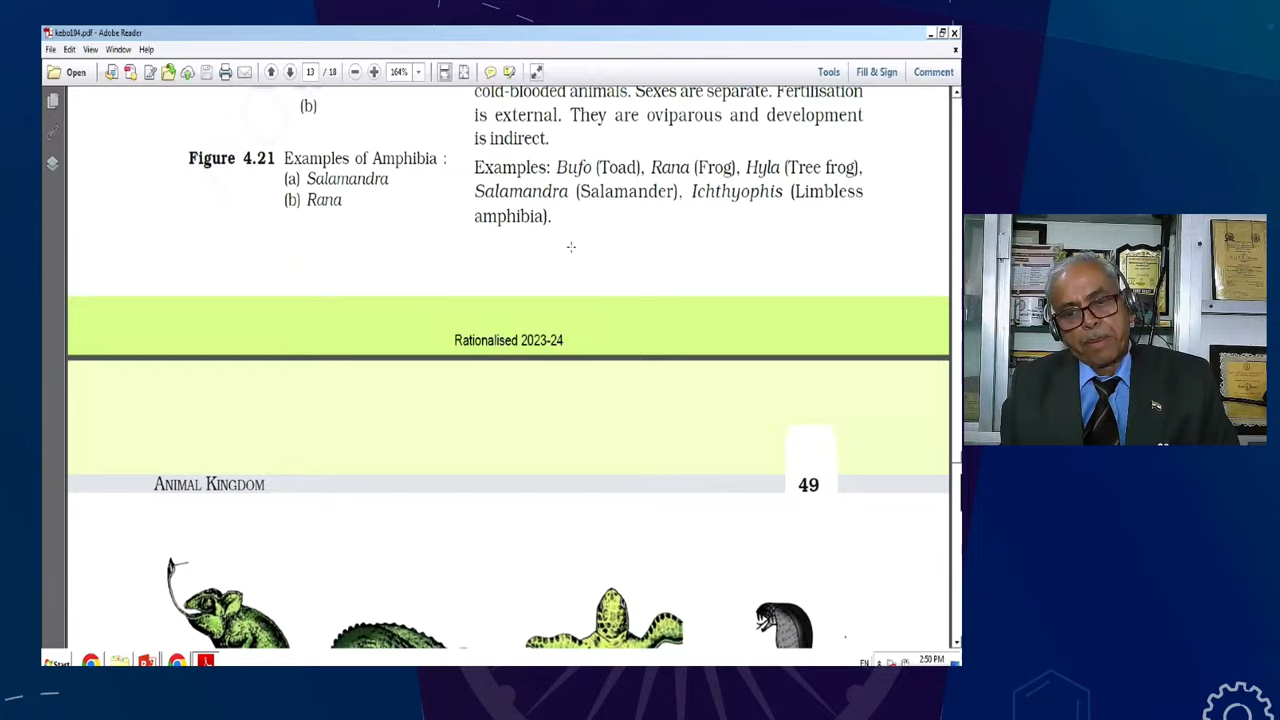 kebo104.pdf - Adobe Reader
File Edit View Window Help
Open 13 / 18 164% Tools Fill & Sign Comment
cold-blooded animals. Sexes are separate. Fertilisation
is external. They are oviparous and development
is indirect.
Examples: Bufo (Toad), Rana (Frog), Hyla (Tree frog),
Salamandra (Salamander), Ichthyophis (Limbless
amphibia).
(b)
Figure 4.21 Examples of Amphibia :
(a) Salamandra
(b) Rana
Rationalised 2023-24
ANIMAL KINGDOM 49
Start EN 2:50 PM